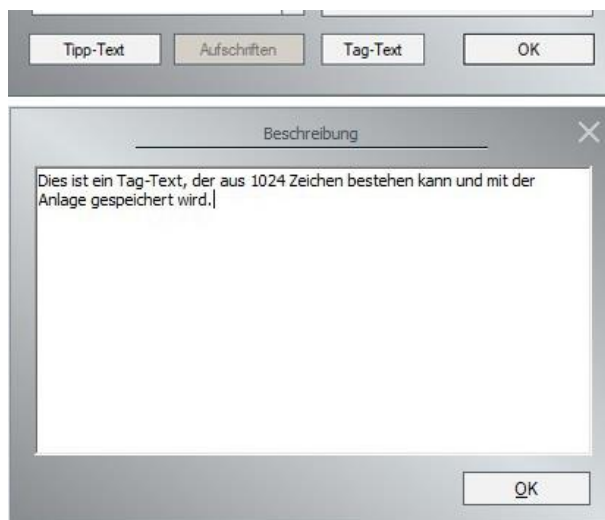 Tipp-Text Aufschriften Tag-Text OK
Beschreibung
Dies ist ein Tag-Text, der aus 1024 Zeichen bestehen kann und mit der
Anlage gespeichert wird.
OK